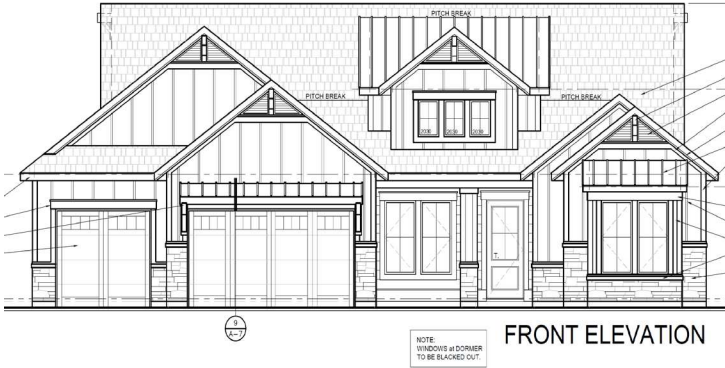 PITCH BREAK
PITCH BREAK
PITCH BREAK
2030 2030 2030
T.
9
A-7
NOTE:
WINDOWS at DORMER
TO BE BLACKED OUT.
FRONT ELEVATION